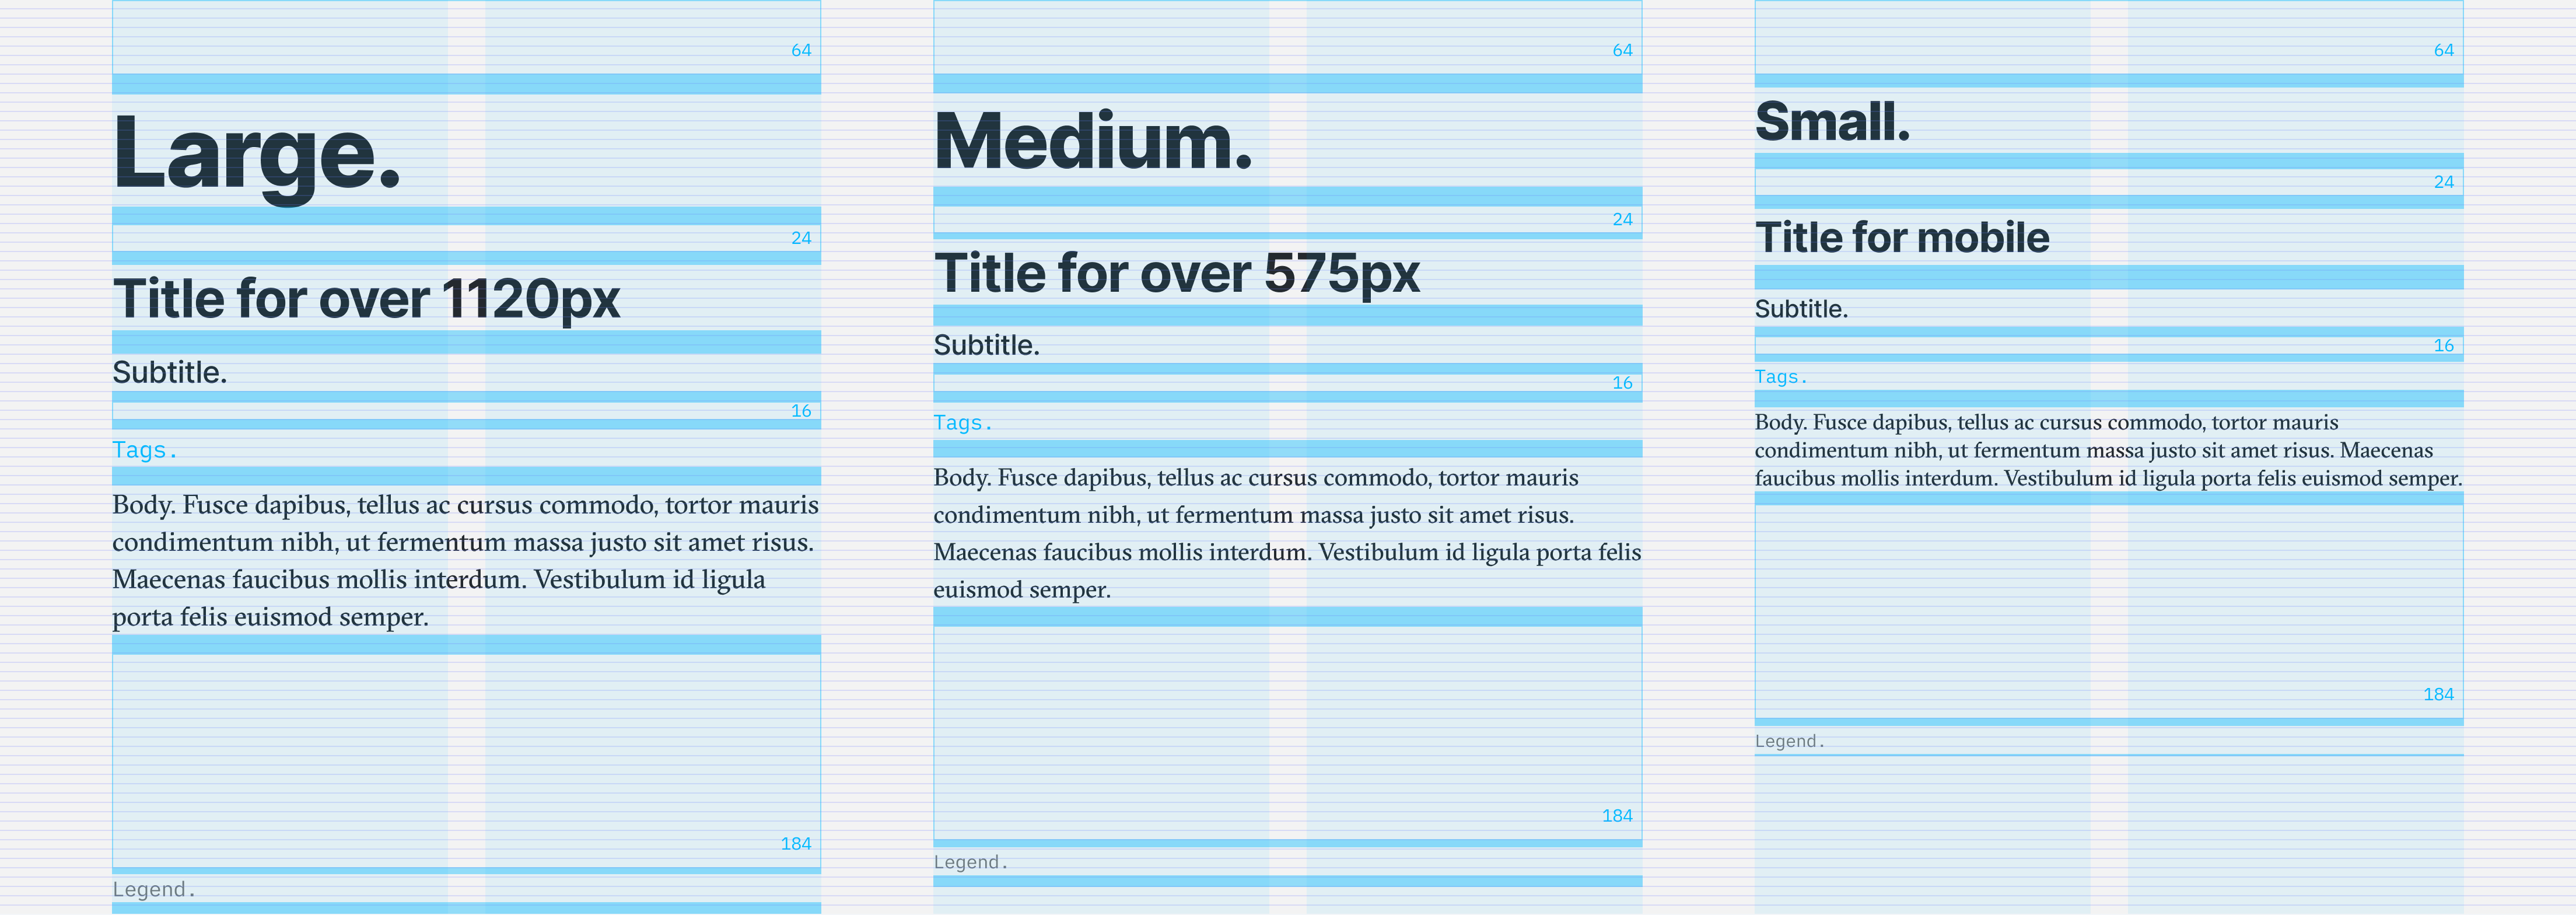 64
Large.
24
Title for over 1120px
Subtitle.
16
Tags.
Body. Fusce dapibus, tellus ac cursus commodo, tortor mauris
condimentum nibh, ut fermentum massa justo sit amet risus.
Maecenas faucibus mollis interdum. Vestibulum id ligula
porta felis euismod semper.
184
Legend.
64
Medium.
24
Title for over 575px
Subtitle.
16
Tags.
Body. Fusce dapibus, tellus ac cursus commodo, tortor mauris
condimentum nibh, ut fermentum massa justo sit amet risus.
Maecenas faucibus mollis interdum. Vestibulum id ligula porta felis
euismod semper.
184
Legend.
64
Small.
24
Title for mobile
Subtitle.
16
Tags.
Body. Fusce dapibus, tellus ac cursus commodo, tortor mauris
condimentum nibh, ut fermentum massa justo sit amet risus. Maecenas
faucibus mollis interdum. Vestibulum id ligula porta felis euismod semper.
184
Legend.